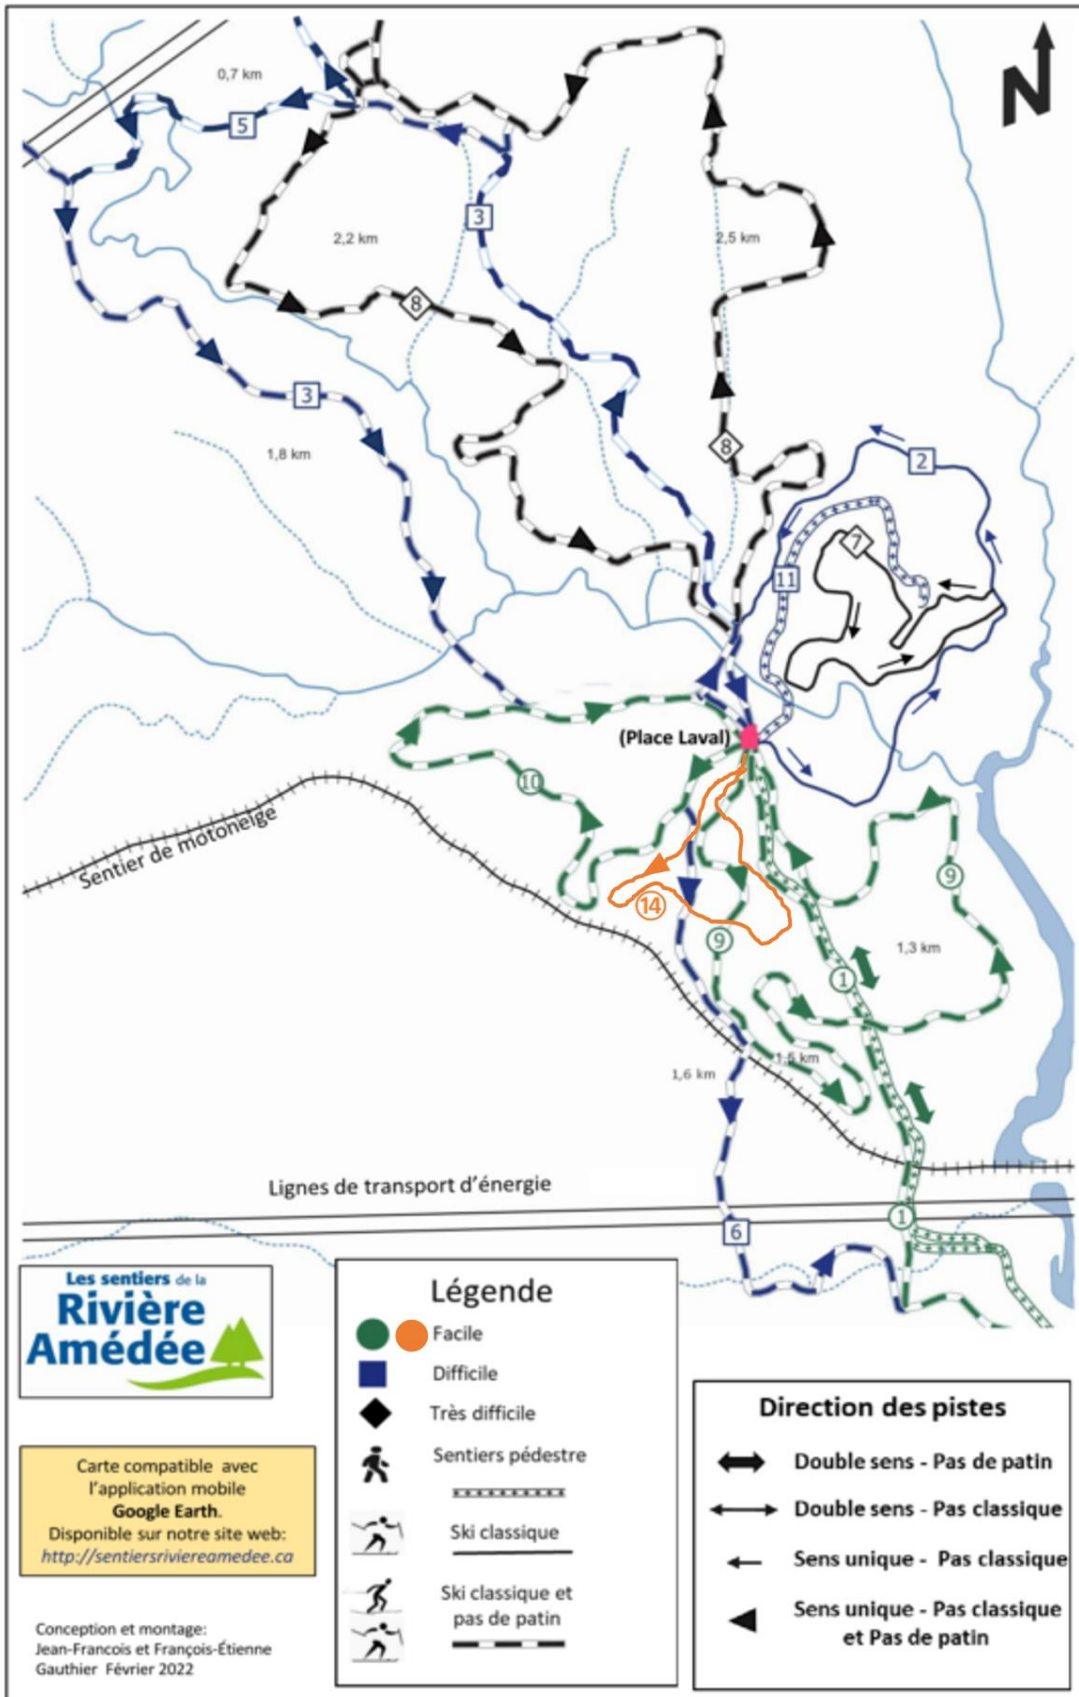 0,7 km
N
5
3
2,2 km
2,5 km
8
3
1,8 km
8
2
7
11
(Place Laval)
10
Sentier de motoneige
14
9
9
1,3 km
1
1,5 km
1,6 km
Lignes de transport d’énergie
1
6
Les sentiers de la
Rivière
Amédée
Légende
Facile
Difficile
Très difficile
Sentiers pédestre
Ski classique
Ski classique et
pas de patin
Direction des pistes
Double sens - Pas de patin
Double sens - Pas classique
Sens unique - Pas classique
Sens unique - Pas classique
et Pas de patin
Carte compatible avec
l’application mobile
Google Earth.
Disponible sur notre site web:
http://sentiersriviereamedee.ca
Conception et montage:
Jean-Francois et François-Étienne
Gauthier Février 2022